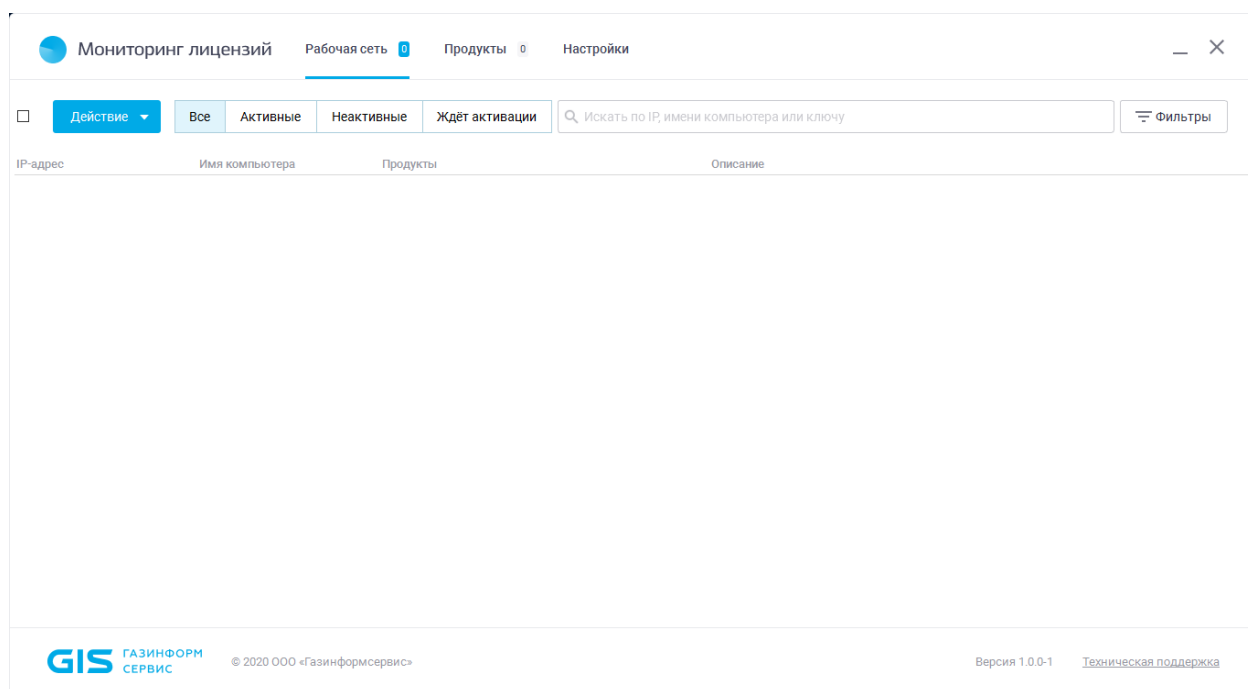 Мониторинг лицензий Рабочая сеть 0 Продукты 0 Настройки
Действие Все Активные Неактивные Ждёт активации Искать по IP, имени компьютера или ключу Фильтры
IP-адрес Имя компьютера Продукты Описание
GIS ГАЗИНФОРМ
СЕРВИС
© 2020 ООО «Газинформсервис» Версия 1.0.0-1 Техническая поддержка